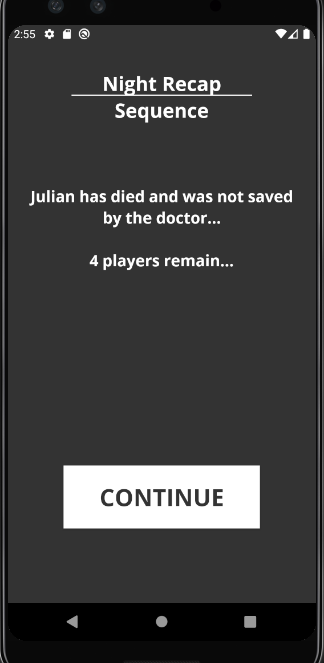 2:55
Night Recap
Sequence
Julian has died and was not saved
by the doctor...
4 players remain...
CONTINUE